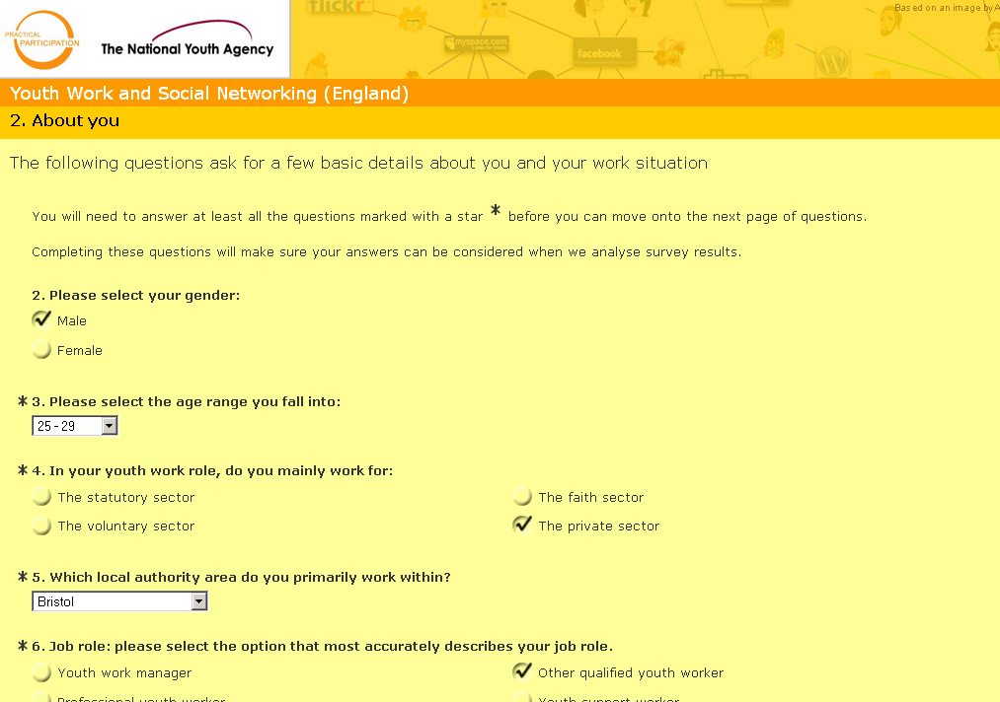 flickr
Based on an image by A
PRACTICAL
PARTICIPATION
The National Youth Agency
myspace.com
a place for friends
facebook
Youth Work and Social Networking (England)
2. About you
The following questions ask for a few basic details about you and your work situation
You will need to answer at least all the questions marked with a star * before you can move onto the next page of questions.
Completing these questions will make sure your answers can be considered when we analyse survey results.
2. Please select your gender:
Male
Female
* 3. Please select the age range you fall into:
25 - 29
* 4. In your youth work role, do you mainly work for:
The statutory sector The faith sector
The voluntary sector The private sector
* 5. Which local authority area do you primarily work within?
Bristol
* 6. Job role: please select the option that most accurately describes your job role.
Youth work manager Other qualified youth worker
Professional youth worker Youth support worker